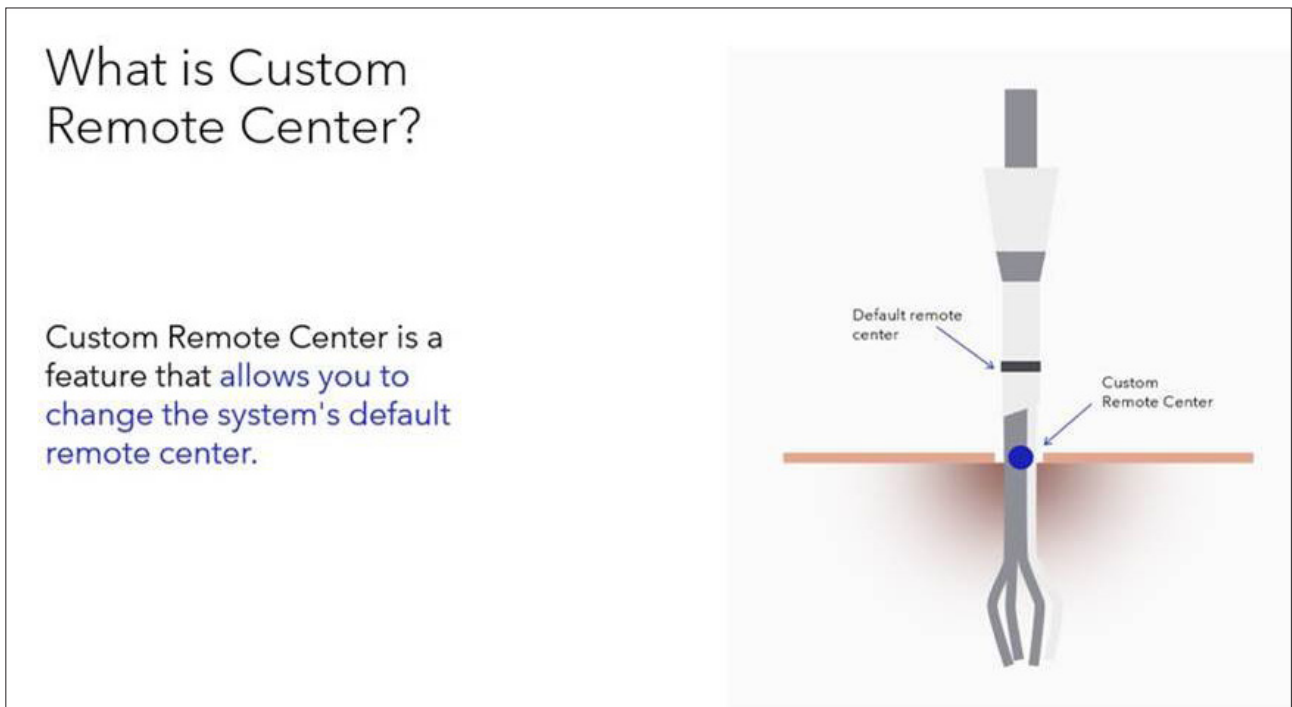 What is Custom
Remote Center?
Custom Remote Center is a
feature that allows you to
change the system's default
remote center.
Default remote
center
Custom
Remote Center